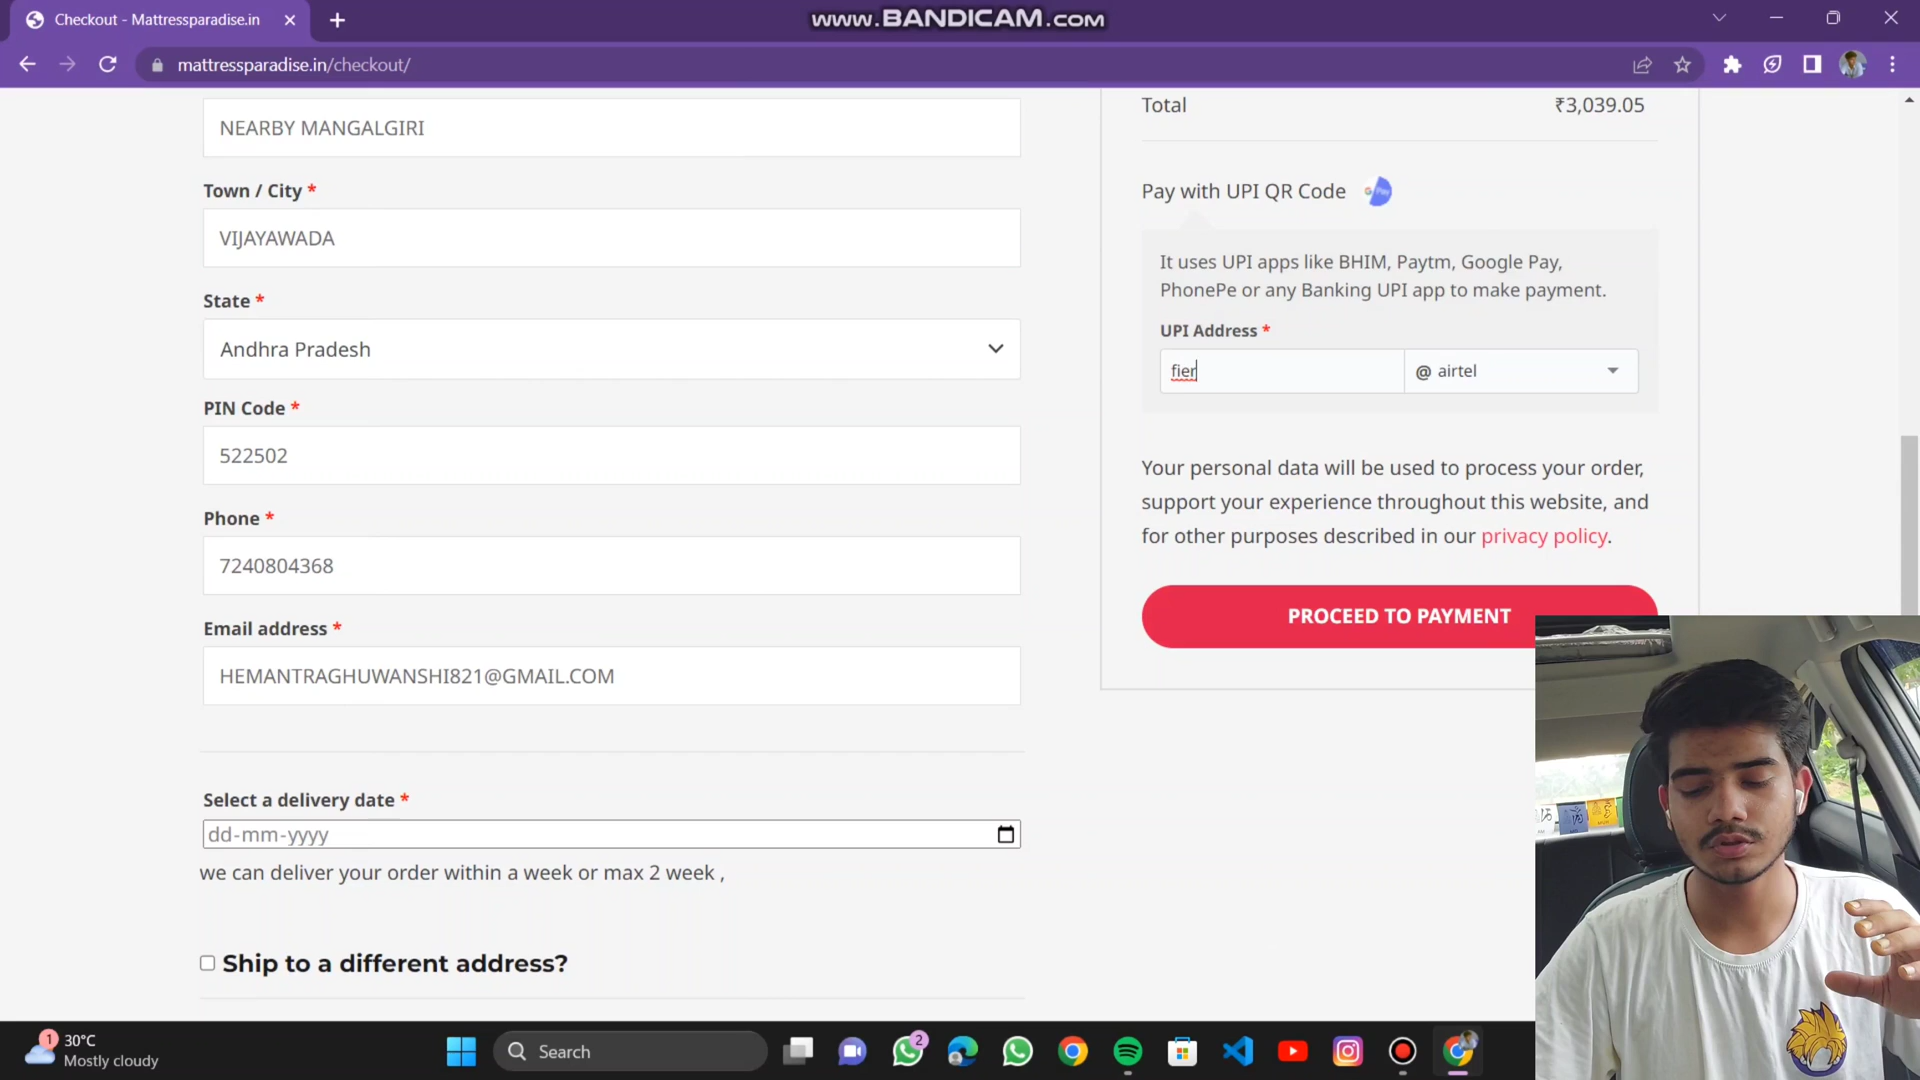 Checkout - Mattressparadise.in
www.BANDICAM.com
mattressparadise.in/checkout/
NEARBY MANGALGIRI
Town / City *
VIJAYAWADA
State *
Andhra Pradesh
PIN Code *
522502
Phone *
7240804368
Email address *
HEMANTRAGHUWANSHI821@GMAIL.COM
Select a delivery date *
dd-mm-yyyy
we can deliver your order within a week or max 2 week ,
Ship to a different address?
Total ₹3,039.05
Pay with UPI QR Code
G Pay
It uses UPI apps like BHIM, Paytm, Google Pay,
PhonePe or any Banking UPI app to make payment.
UPI Address *
fier @ airtel
Your personal data will be used to process your order,
support your experience throughout this website, and
for other purposes described in our privacy policy.
PROCEED TO PAYMENT
1
30°C
Mostly cloudy
Search
2